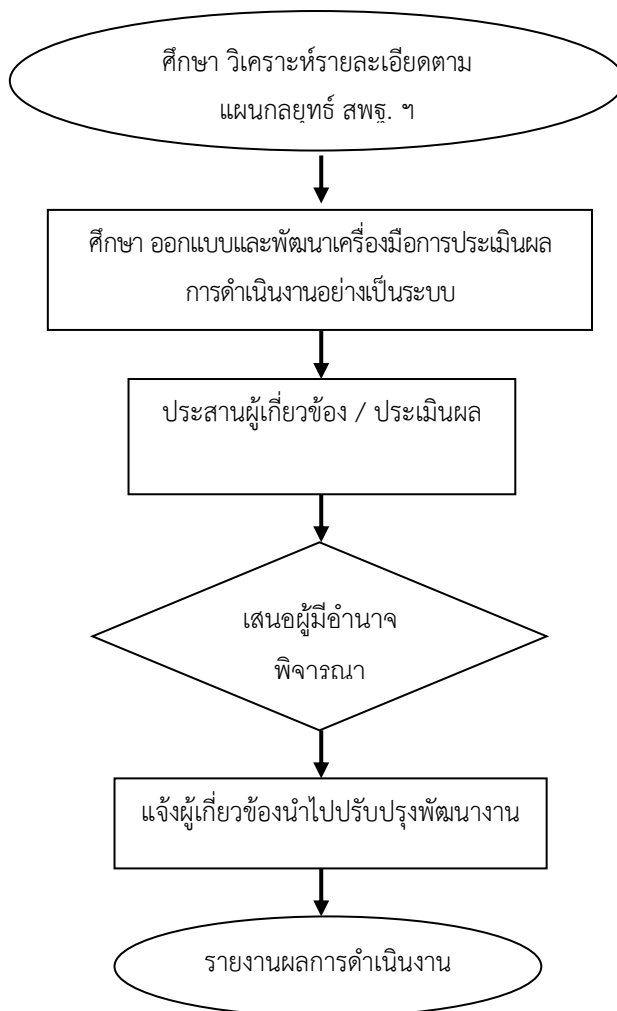 ศึกษา วิเคราะห์รายละเอียดตาม
แผนกลยุทธ์ สพฐ. ฯ
ศึกษา ออกแบบและพัฒนาเครื่องมือการประเมินผล
การดำเนินงานอย่างเป็นระบบ
ประสานผู้เกี่ยวข้อง / ประเมินผล
เสนอผู้มีอำนาจ
พิจารณา
แจ้งผู้เกี่ยวข้องนำไปปรับปรุงพัฒนางาน
รายงานผลการดำเนินงาน